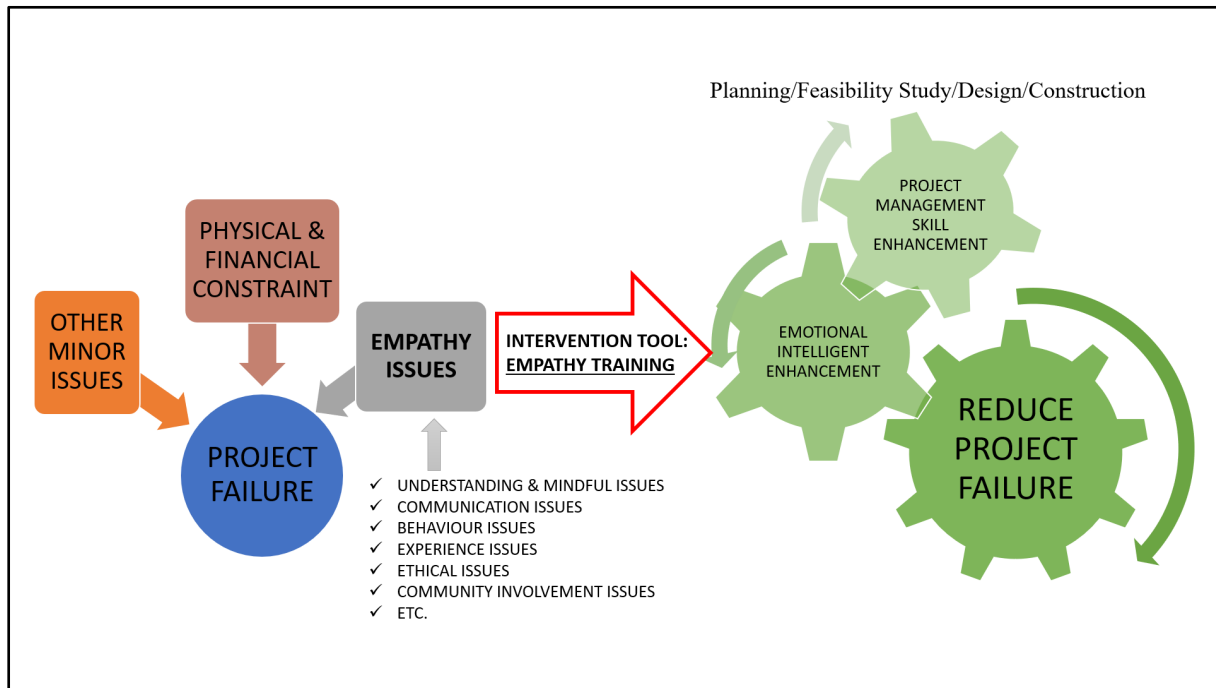 Planning/Feasibility Study/Design/Construction
PROJECT
MANAGEMENT
SKILL
ENHANCEMENT
PHYSICAL &
FINANCIAL
CONSTRAINT
OTHER
MINOR
ISSUES
EMPATHY
ISSUES
INTERVENTION TOOL:
EMPATHY TRAINING
EMOTIONAL
INTELLIGENT
ENHANCEMENT
REDUCE
PROJECT
FAILURE
PROJECT
FAILURE
✓ UNDERSTANDING & MINDFUL ISSUES
✓ COMMUNICATION ISSUES
✓ BEHAVIOUR ISSUES
✓ EXPERIENCE ISSUES
✓ ETHICAL ISSUES
✓ COMMUNITY INVOLVEMENT ISSUES
✓ ETC.